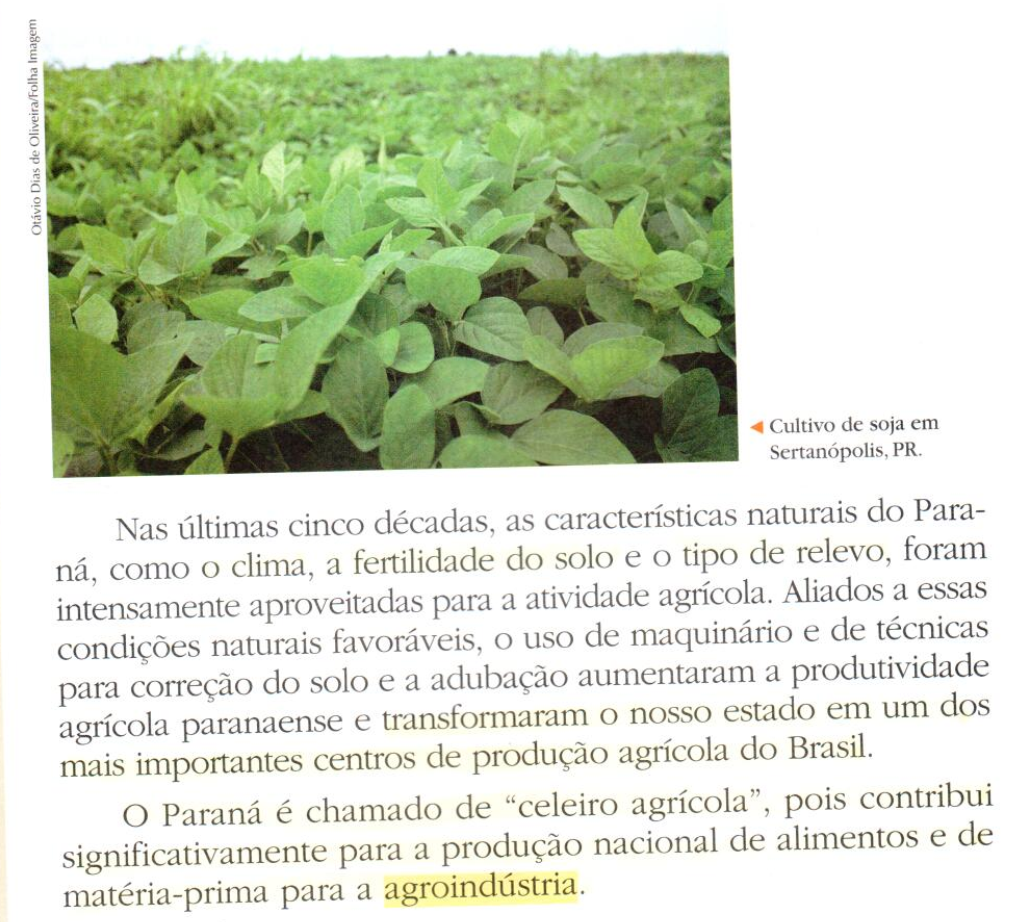 Otávio Dias de Oliveira/Folha Imagem
Cultivo de soja em
Sertanópolis, PR.
Nas últimas cinco décadas, as características naturais do Para-
ná, como o clima, a fertilidade do solo e o tipo de relevo, foram
intensamente aproveitadas para a atividade agrícola. Aliados a essas
condições naturais favoráveis, o uso de maquinário e de técnicas
para correção do solo e a adubação aumentaram a produtividade
agrícola paranaense e transformaram o nosso estado em um dos
mais importantes centros de produção agrícola do Brasil.
O Paraná é chamado de “celeiro agrícola”, pois contribui
significativamente para a produção nacional de alimentos e de
matéria-prima para a agroindústria.